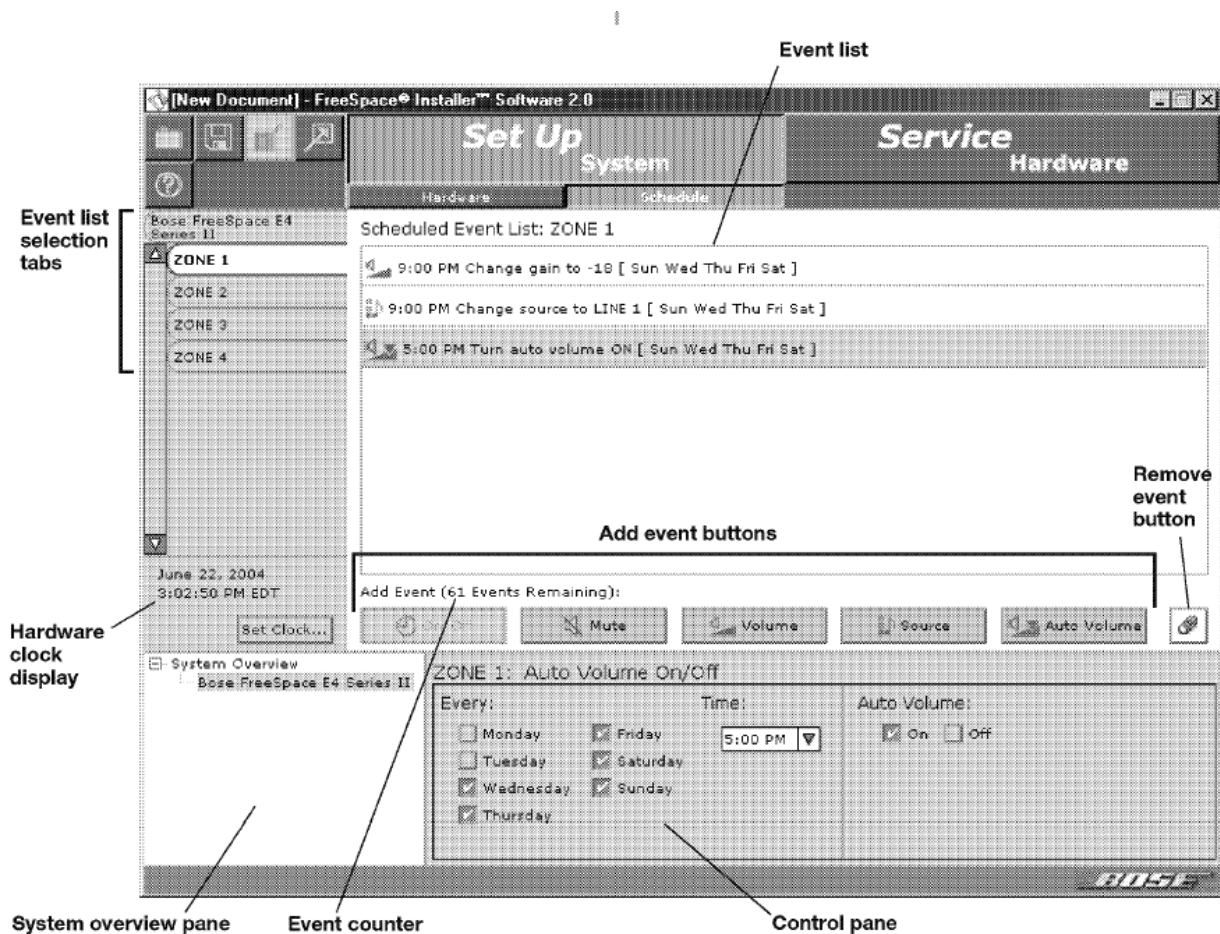 Event list
[New Document] - FreeSpace® Installer™ Software 2.0
Set Up
System
Service
Hardware
Hardware
Schedule
Event list
selection
tabs
Bose FreeSpace E4
Series II
ZONE 1
ZONE 2
ZONE 3
ZONE 4
Scheduled Event List: ZONE 1
9:00 PM Change gain to -18 [ Sun Wed Thu Fri Sat ]
9:00 PM Change source to LINE 1 [ Sun Wed Thu Fri Sat ]
5:00 PM Turn auto volume ON [ Sun Wed Thu Fri Sat ]
Remove
event
button
Add event buttons
June 22, 2004
3:02:50 PM EDT
Set Clock...
Add Event (61 Events Remaining):
On/Off
Mute
Volume
Source
Auto Volume
Hardware
clock
display
System Overview
Bose FreeSpace E4 Series II
ZONE 1: Auto Volume On/Off
Every:
Time:
Auto Volume:
Monday
Friday
5:00 PM
On
Off
Tuesday
Saturday
Wednesday
Sunday
Thursday
BOSE
System overview pane
Event counter
Control pane